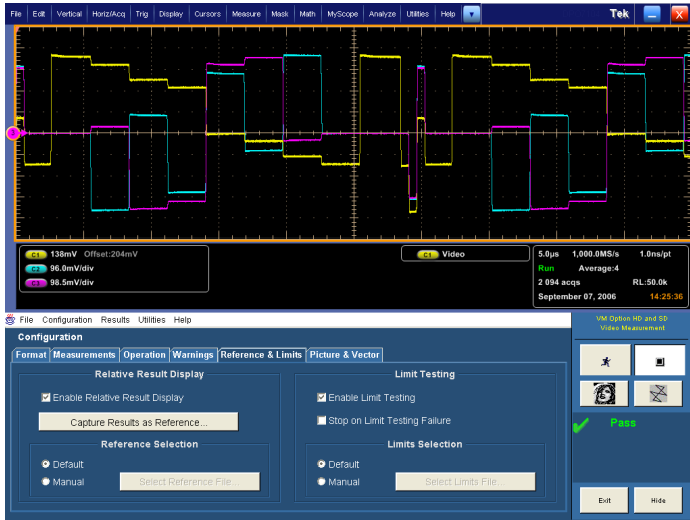 File Edit Vertical Horiz/Acq Trig Display Cursors Measure Mask Math MyScope Analyze Utilities Help Tek
C1 138mV Offset:204mV
C2 96.0mV/div
C3 98.5mV/div
C1 Video
5.0µs 1,000.0MS/s 1.0ns/pt
Run Average:4
2 094 acqs RL:50.0k
September 07, 2006 14:25:36
File Configuration Results Utilities Help
VM Option HD and SD
Video Measurement
Configuration
Format Measurements Operation Warnings Reference & Limits Picture & Vector
Relative Result Display
Enable Relative Result Display
Capture Results as Reference...
Reference Selection
Default
Manual
Select Reference File...
Limit Testing
Enable Limit Testing
Stop on Limit Testing Failure
Limits Selection
Default
Manual
Select Limits File...
Pass
Exit Hide